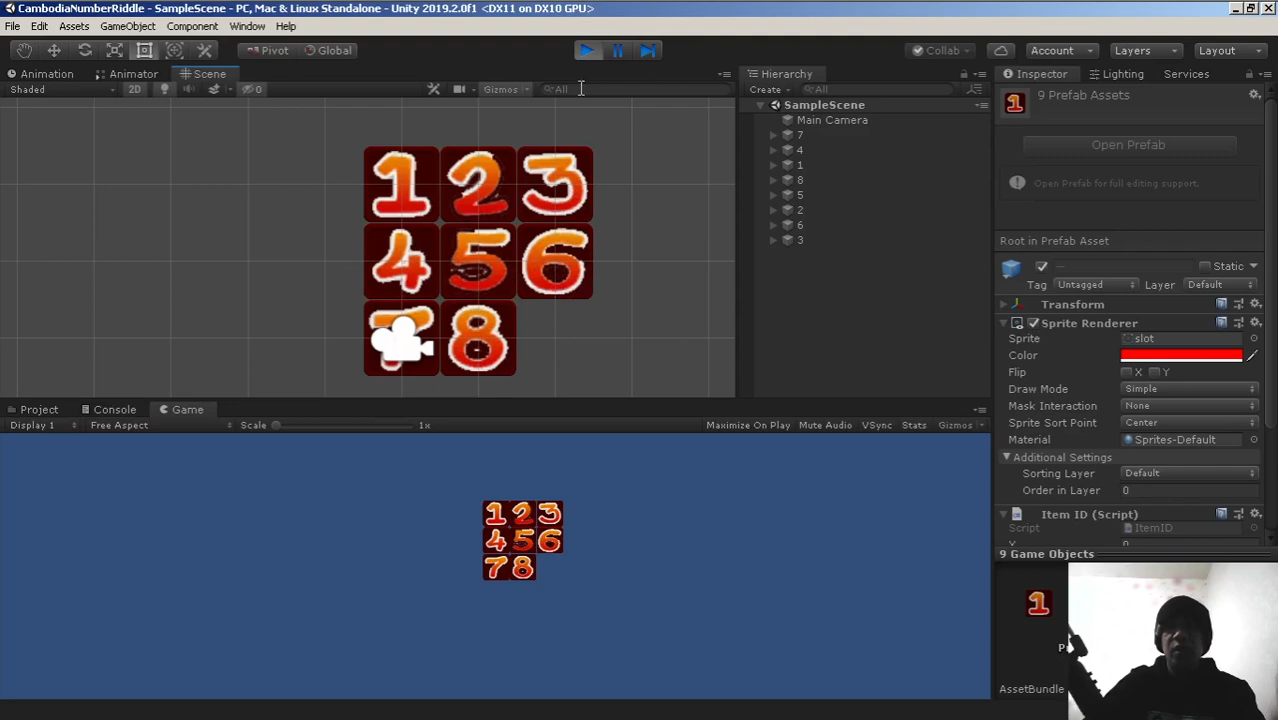 CambodiaNumberRiddle - SampleScene - PC, Mac & Linux Standalone - Unity 2019.2.0f1 <DX11 on DX10 GPU>
File Edit Assets GameObject Component Window Help
Pivot Global Collab Account Layers Layout
Animation Animator Scene Hierarchy Inspector Lighting Services
Shaded 2D 0 Gizmos All Create All 9 Prefab Assets
SampleScene
Main Camera
7
4
1
8
5
2
6
3
Open Prefab
Open Prefab for full editing support.
Root in Prefab Asset
— Static
Tag Untagged Layer Default
Transform
Sprite Renderer
Sprite slot
Color
Flip X Y
Draw Mode Simple
Mask Interaction None
Sprite Sort Point Center
Material Sprites-Default
Additional Settings
Sorting Layer Default
Order in Layer 0
Item ID (Script)
Script ItemID
X 0
9 Game Objects
AssetBundle
1 2 3
4 5 6
7 8
Project Console Game
Display 1 Free Aspect Scale 1x Maximize On Play Mute Audio VSync Stats Gizmos
1 2 3
4 5 6
7 8
1
1